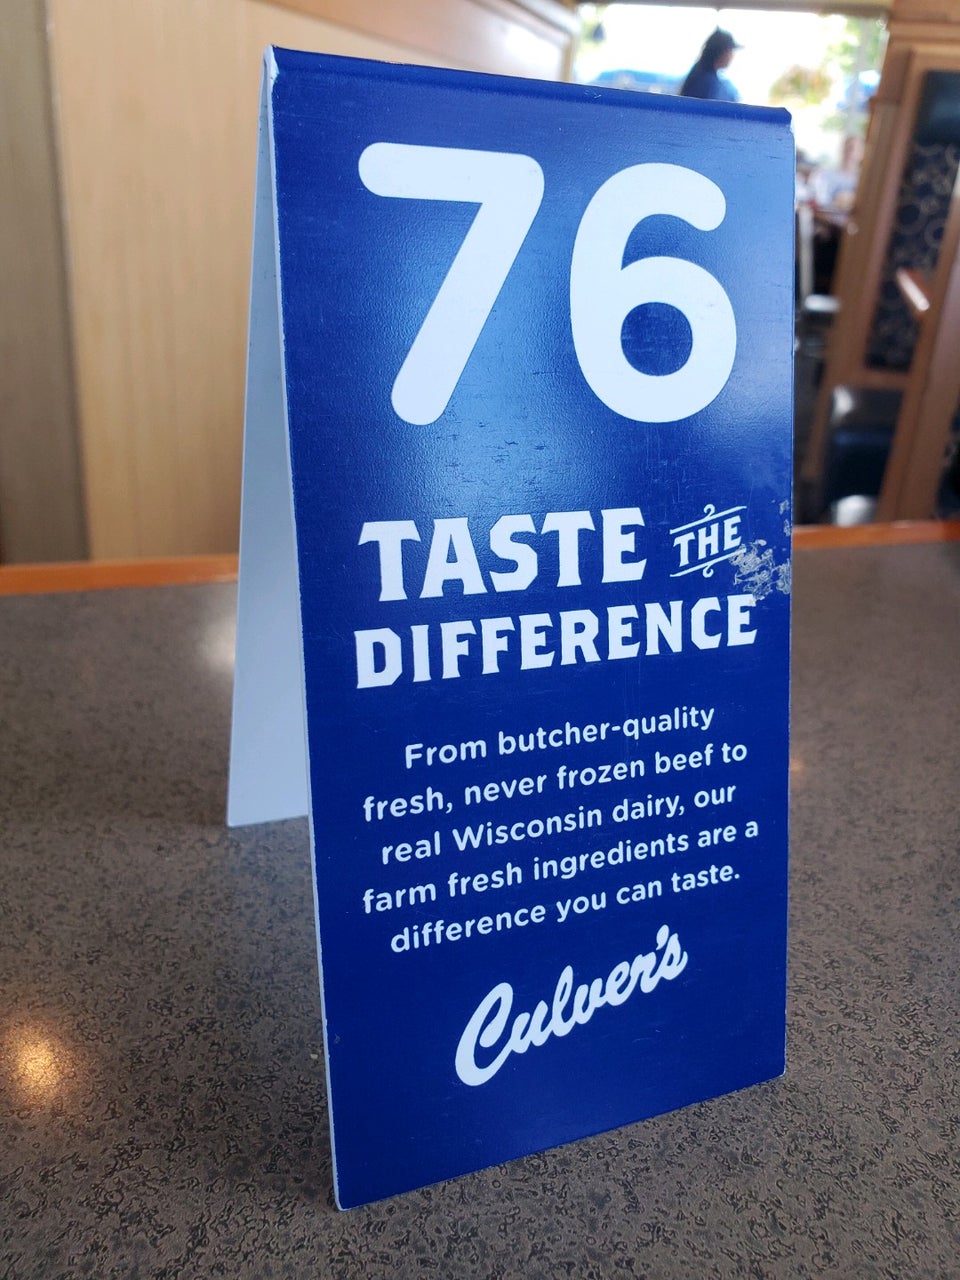 76
TASTE THE
DIFFERENCE
From butcher-quality
fresh, never frozen beef to
real Wisconsin dairy, our
farm fresh ingredients are a
difference you can taste.
Culver's